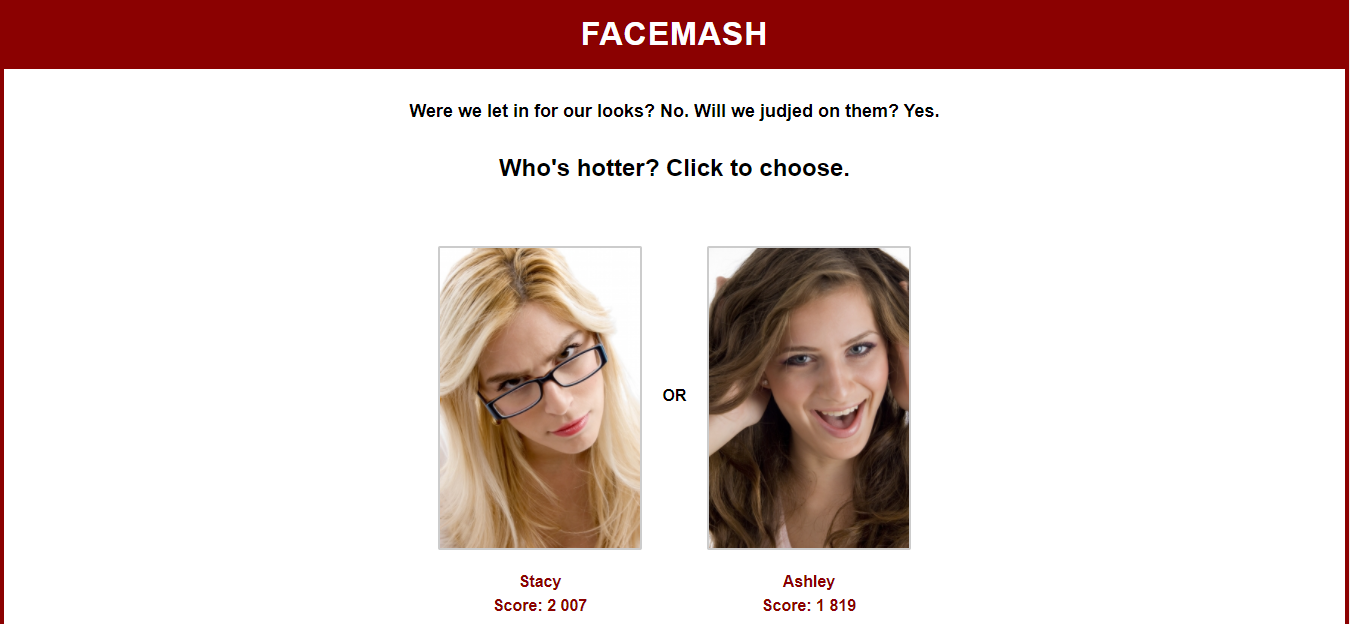 FACEMASH
Were we let in for our looks? No. Will we judjed on them? Yes.
Who's hotter? Click to choose.
OR
Stacy
Ashley
Score: 2 007
Score: 1 819